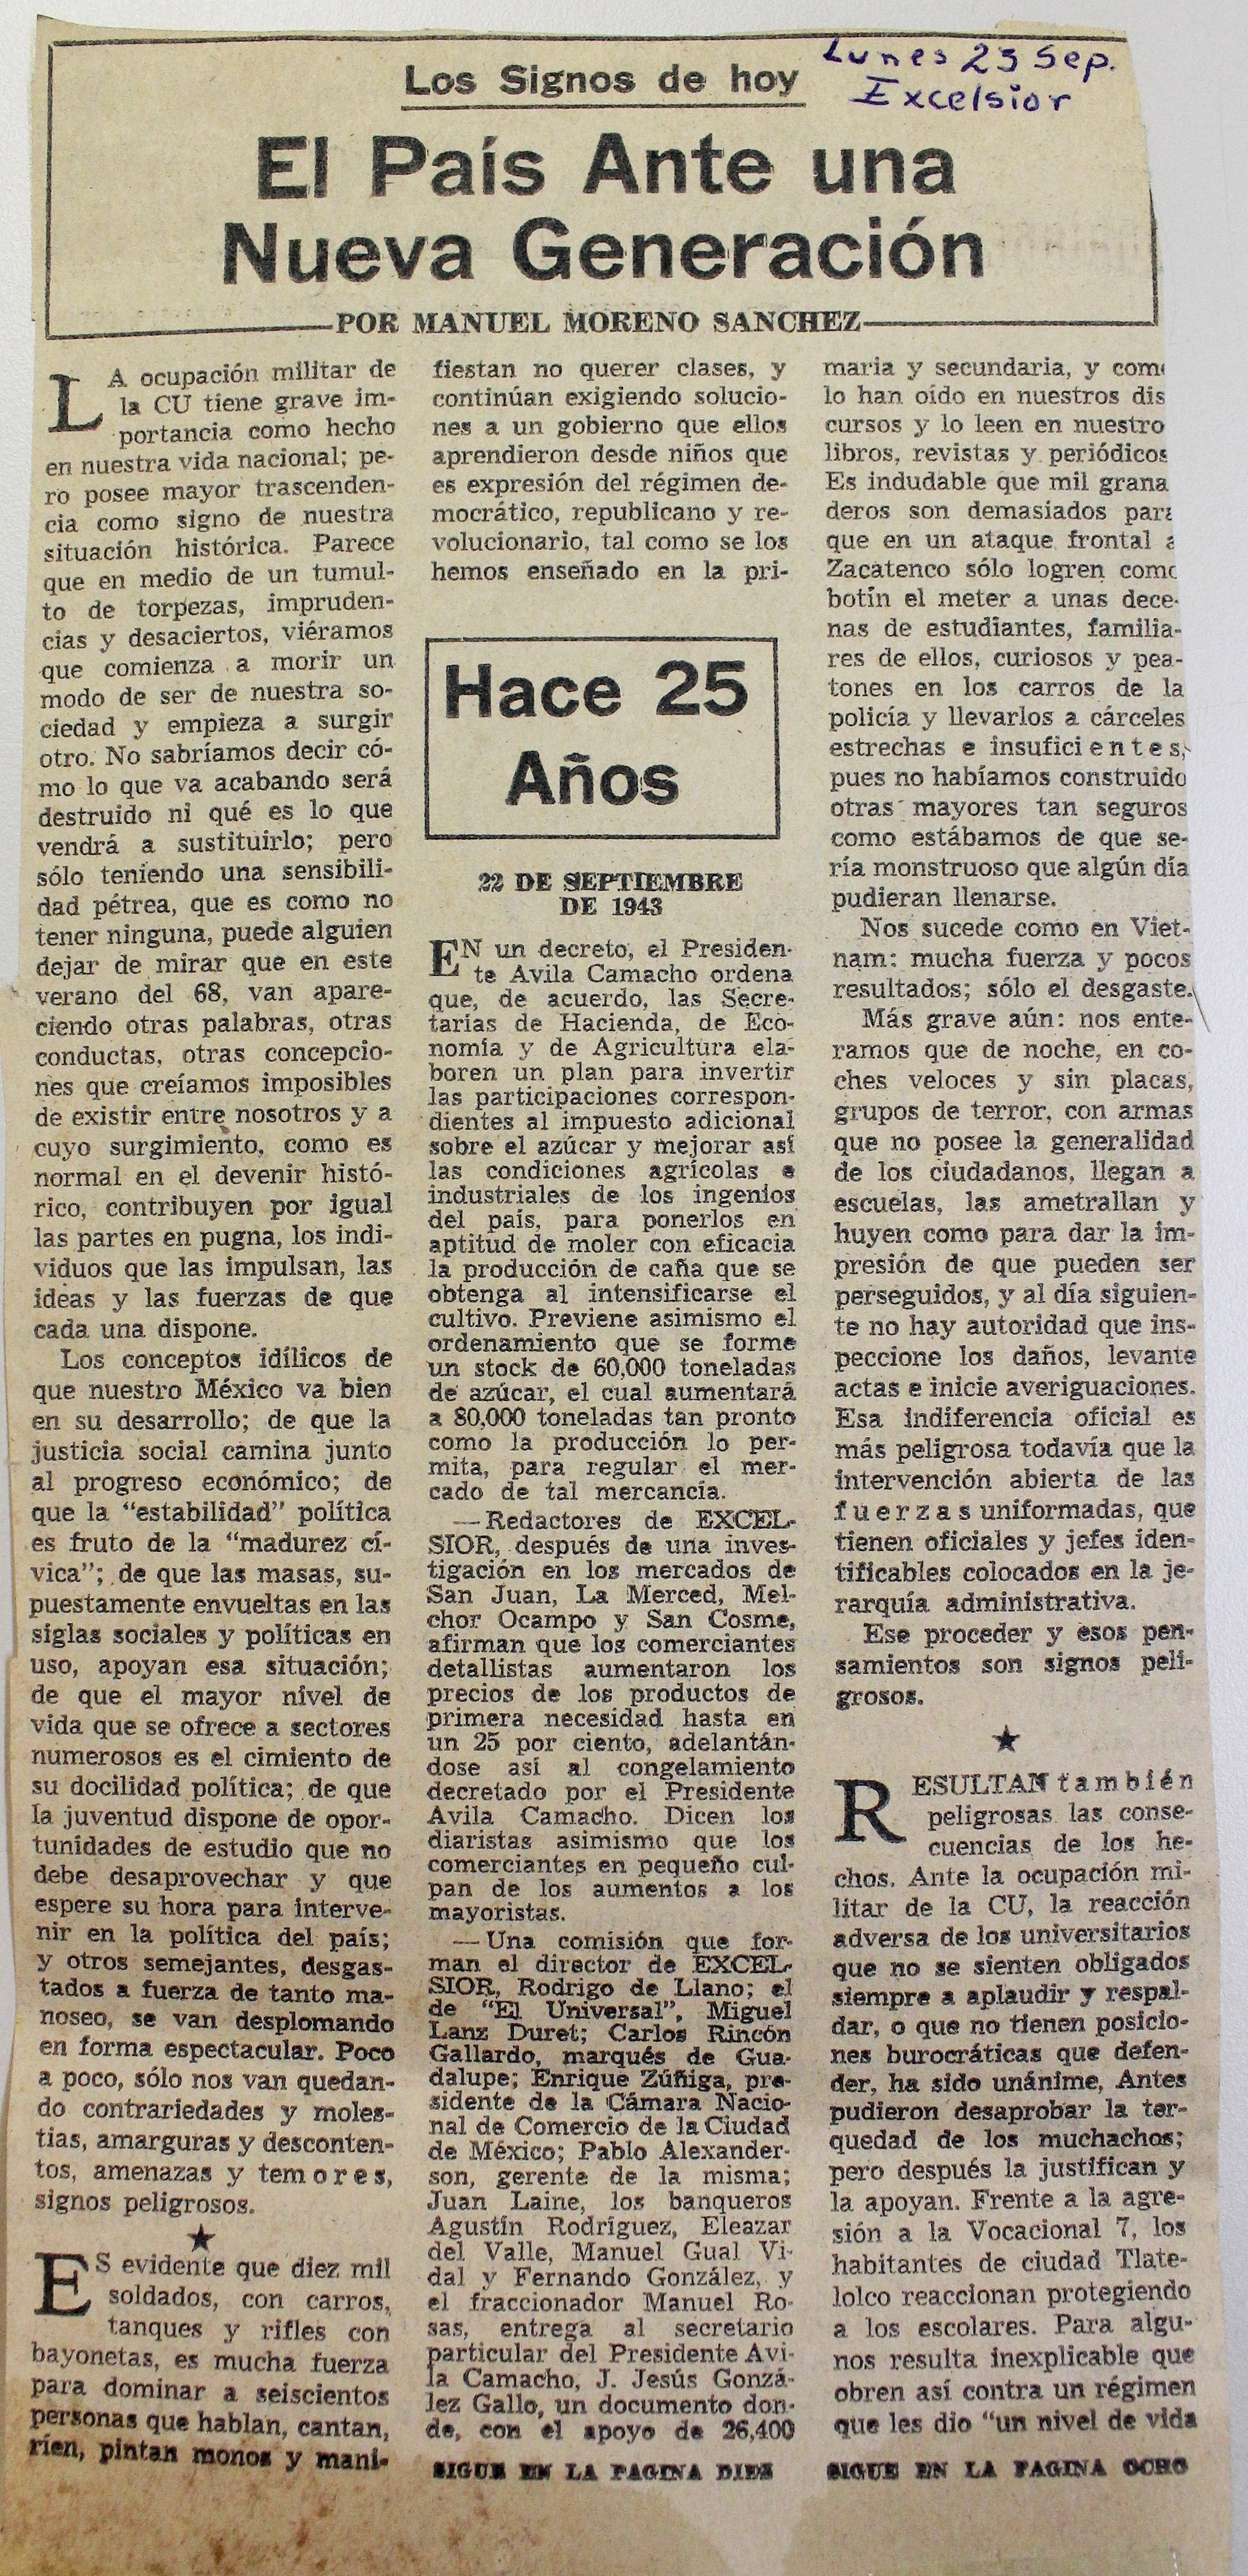 Lunes 23 Sep.
Excelsior
Los Signos de hoy
El País Ante una
Nueva Generación
POR MANUEL MORENO SANCHEZ
LA ocupación militar de
la CU tiene grave im-
portancia como hecho
en nuestra vida nacional; pe-
ro posee mayor trascenden-
cia como signo de nuestra
situación histórica. Parece
que en medio de un tumul-
to de torpezas, impruden-
cias y desaciertos, viéramos
que comienza a morir un
modo de ser de nuestra so-
ciedad y empieza a surgir
otro. No sabríamos decir có-
mo lo que va acabando será
destruido ni qué es lo que
vendrá a sustituirlo; pero
sólo teniendo una sensibili-
dad pétrea, que es como no
tener ninguna, puede alguien
dejar de mirar que en este
verano del 68, van apare-
ciendo otras palabras, otras
conductas, otras concepcio-
nes que creíamos imposibles
de existir entre nosotros y a
cuyo surgimiento, como es
normal en el devenir histó-
rico, contribuyen por igual
las partes en pugna, los indi-
viduos que las impulsan, las
ideas y las fuerzas de que
cada una dispone.
Los conceptos idílicos de
que nuestro México va bien
en su desarrollo; de que la
justicia social camina junto
al progreso económico; de
que la "estabilidad" política
es fruto de la "madurez cí-
vica"; de que las masas, su-
puestamente envueltas en las
siglas sociales y políticas en
uso, apoyan esa situación;
de que el mayor nivel de
vida que se ofrece a sectores
numerosos es el cimiento de
su docilidad política; de que
la juventud dispone de opor-
tunidades de estudio que no
debe desaprovechar y que
espere su hora para interve-
nir en la política del país;
y otros semejantes, desgas-
tados a fuerza de tanto ma-
noseo, se van desplomando
en forma espectacular. Poco
a poco, sólo nos van quedan-
do contrariedades y moles-
tias, amarguras y desconten-
tos, amenazas y temores,
signos peligrosos.
★
ES evidente que diez mil
soldados, con carros,
tanques y rifles con
bayonetas, es mucha fuerza
para dominar a seiscientos
personas que hablan, cantan,
ríen, pintan monos y mani-
fiestan no querer clases, y
continúan exigiendo solucio-
nes a un gobierno que ellos
aprendieron desde niños que
es expresión del régimen de-
mocrático, republicano y re-
volucionario, tal como se los
hemos enseñado en la pri-
Hace 25
Años
22 DE SEPTIEMBRE
DE 1943
EN un decreto, el Presiden-
te Avila Camacho ordena
que, de acuerdo, las Secre-
tarías de Hacienda, de Eco-
nomía y de Agricultura ela-
boren un plan para invertir
las participaciones correspon-
dientes al impuesto adicional
sobre el azúcar y mejorar así
las condiciones agrícolas e
industriales de los ingenios
del país, para ponerlos en
aptitud de moler con eficacia
la producción de caña que se
obtenga al intensificarse el
cultivo. Previene asimismo el
ordenamiento que se forme
un stock de 60,000 toneladas
de azúcar, el cual aumentará
a 80,000 toneladas tan pronto
como la producción lo per-
mita, para regular el mer-
cado de tal mercancía.
—Redactores de EXCEL-
SIOR, después de una inves-
tigación en los mercados de
San Juan, La Merced, Mel-
chor Ocampo y San Cosme,
afirman que los comerciantes
detallistas aumentaron los
precios de los productos de
primera necesidad hasta en
un 25 por ciento, adelantán-
dose así al congelamiento
decretado por el Presidente
Avila Camacho. Dicen los
diaristas asimismo que los
comerciantes en pequeño cul-
pan de los aumentos a los
mayoristas.
—Una comisión que for-
man el director de EXCEL-
SIOR, Rodrigo de Llano; el
de "El Universal", Miguel
Lanz Duret; Carlos Rincón
Gallardo, marqués de Gua-
dalupe; Enrique Zúñiga, pre-
sidente de la Cámara Nacio-
nal de Comercio de la Ciudad
de México; Pablo Alexander-
son, gerente de la misma;
Juan Laine, los banqueros
Agustín Rodríguez, Eleazar
del Valle, Manuel Gual Vi-
dal y Fernando González, y
el fraccionador Manuel Ro-
sas, entrega al secretario
particular del Presidente Avi-
la Camacho, J. Jesús Gonzá-
lez Gallo, un documento don-
de, con el apoyo de 26,400
SIGUE EN LA PAGINA DIEZ
maria y secundaria, y com
lo han oído en nuestros dis
cursos y lo leen en nuestro
libros, revistas y periódicos
Es indudable que mil grana
deros son demasiados para
que en un ataque frontal a
Zacatenco sólo logren como
botín el meter a unas dece-
nas de estudiantes, familia-
res de ellos, curiosos y pea-
tones en los carros de la
policía y llevarlos a cárceles
estrechas e insuficientes,
pues no habíamos construido
otras mayores tan seguros
como estábamos de que se-
ría monstruoso que algún día
pudieran llenarse.
Nos sucede como en Viet-
nam: mucha fuerza y pocos
resultados; sólo el desgaste.
Más grave aún: nos ente-
ramos que de noche, en co-
ches veloces y sin placas,
grupos de terror, con armas
que no posee la generalidad
de los ciudadanos, llegan a
escuelas, las ametrallan y
huyen como para dar la im-
presión de que pueden ser
perseguidos, y al día siguien-
te no hay autoridad que ins-
peccione los daños, levante
actas e inicie averiguaciones.
Esa indiferencia oficial es
más peligrosa todavía que la
intervención abierta de las
fuerzas uniformadas, que
tienen oficiales y jefes iden-
tificables colocados en la je-
rarquía administrativa.
Ese proceder y esos pen-
samientos son signos peli-
grosos.
★
RESULTAN también
peligrosas las conse-
cuencias de los he-
chos. Ante la ocupación mi-
litar de la CU, la reacción
adversa de los universitarios
que no se sienten obligados
siempre a aplaudir y respal-
dar, o que no tienen posicio-
nes burocráticas que defen-
der, ha sido unánime, Antes
pudieron desaprobar la ter-
quedad de los muchachos;
pero después la justifican y
la apoyan. Frente a la agre-
sión a la Vocacional 7, los
habitantes de ciudad Tlate-
lolco reaccionan protegiendo
a los escolares. Para algu-
nos resulta inexplicable que
obren así contra un régimen
que les dio "un nivel de vida
SIGUE EN LA PAGINA OCHO